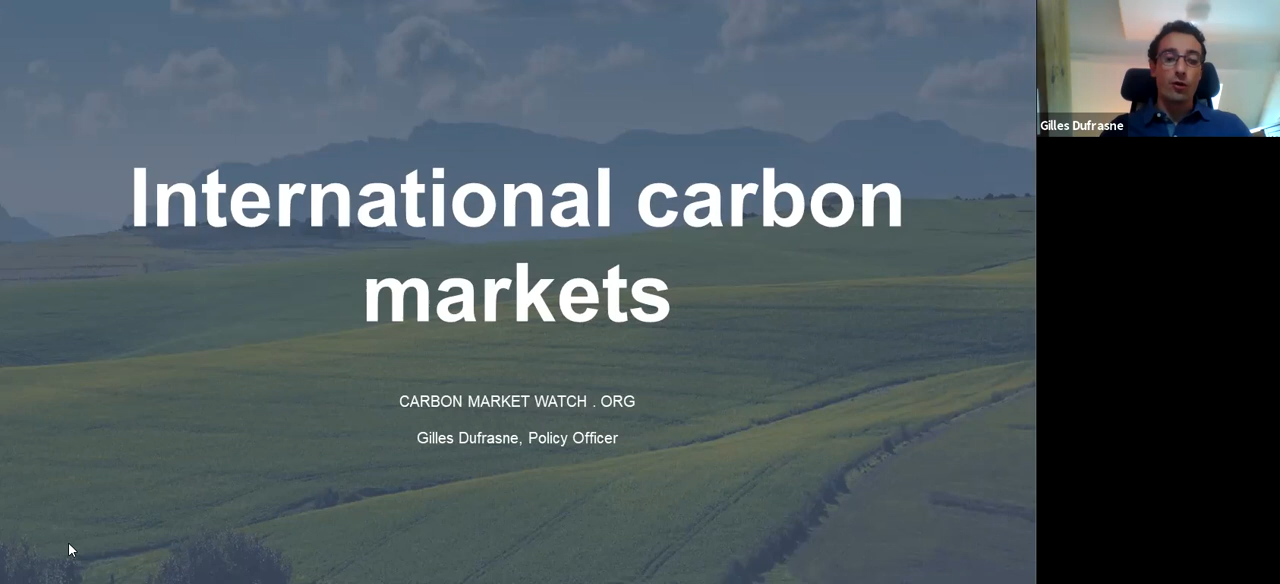 International carbon
markets
CARBON MARKET WATCH . ORG
Gilles Dufrasne, Policy Officer
Gilles Dufrasne